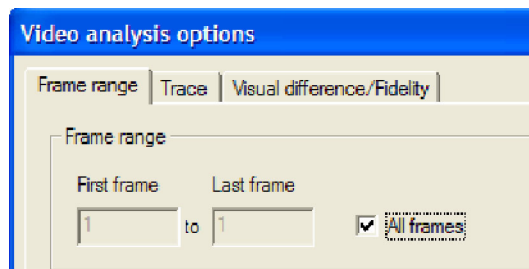 Video analysis options
Frame range Trace Visual difference/Fidelity
Frame range
First frame Last frame
1 to 1 All frames